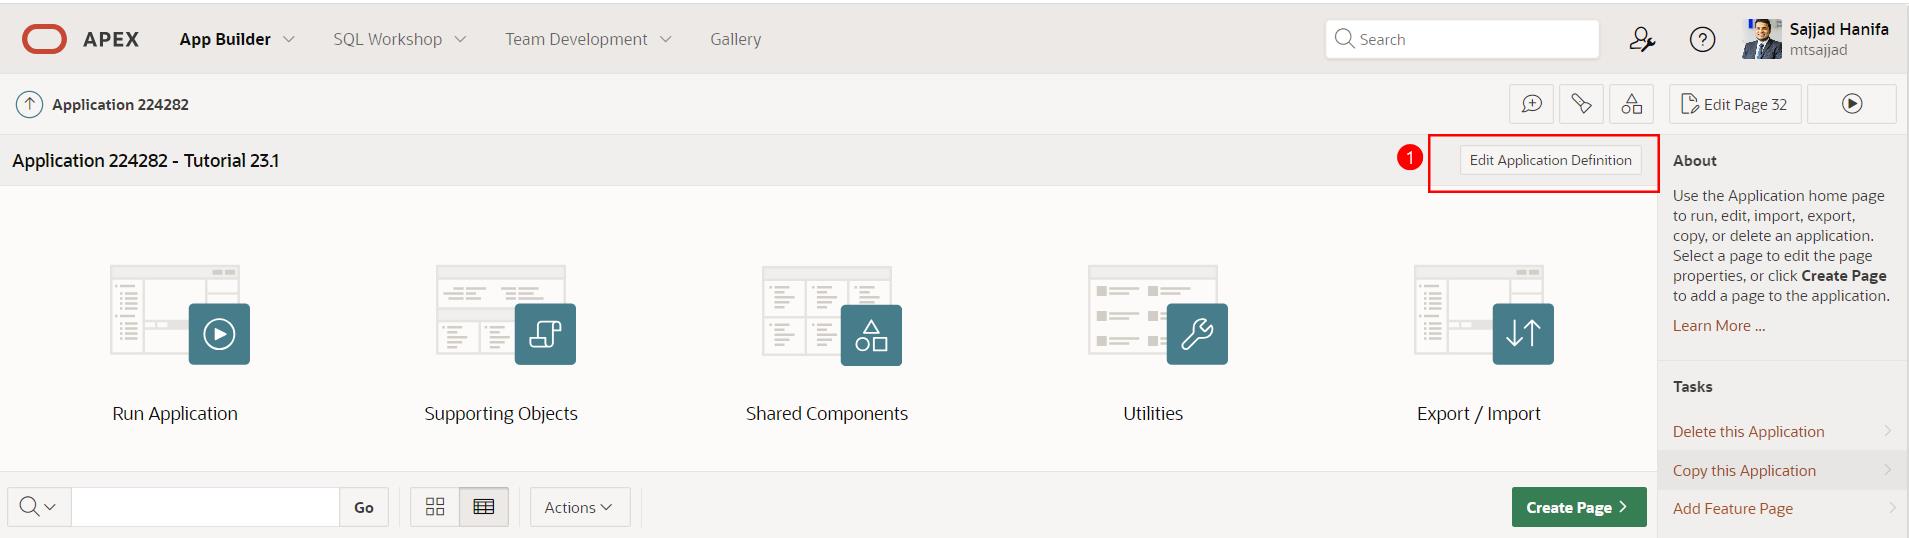 APEX App Builder SQL Workshop Team Development Gallery Search Sajjad Hanifa
mtsajjad
Application 224282 Edit Page 32
Application 224282 - Tutorial 23.1 1 Edit Application Definition
Run Application Supporting Objects Shared Components Utilities Export / Import
Go Actions Create Page
About
Use the Application home page
to run, edit, import, export,
copy, or delete an application.
Select a page to edit the page
properties, or click Create Page
to add a page to the application.
Learn More ...
Tasks
Delete this Application
Copy this Application
Add Feature Page